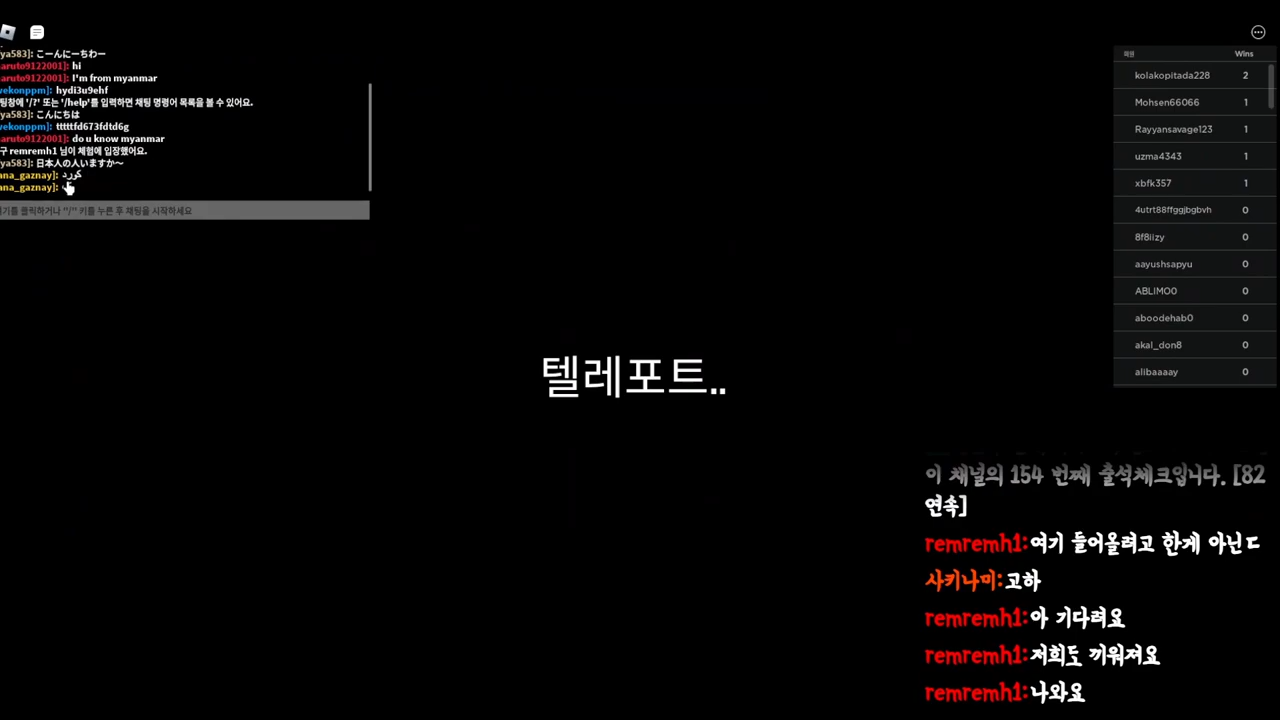 ya583]: こーんにーちわー
aruto9122001]: hi
aruto9122001]: I'm from myanmar
wekonppm]: hydi3u9ehf
팅창에 '/?' 또는 '/help'를 입력하면 채팅 명령어 목록을 볼 수 있어요.
ya583]: こんにちは
wekonppm]: tttttfd673fdtd6g
aruto9122001]: do u know myanmar
구 remremh1 님이 체험에 입장했어요.
ya583]: 日本人の人いますか～
ana_gaznay]: کورد
ana_gaznay]:
여기를 클릭하거나 "/" 키를 누른 후 채팅을 시작하세요
회원 Wins
kolakopitada228 2
Mohsen66066 1
Rayyansavage123 1
uzma4343 1
xbfk357 1
4utrt88ffggjbgbvh 0
8f8iizy 0
aayushsapyu 0
ABLIMO0 0
aboodehab0 0
akal_don8 0
alibaaaay 0
텔레포트..
이 채널의 154 번째 출석체크입니다. [82
연속]
remremh1:여기 들어올려고 한게 아닌ㄷ
사키나미:고하
remremh1:아 기다려요
remremh1:저희도 끼워져요
remremh1:나와요